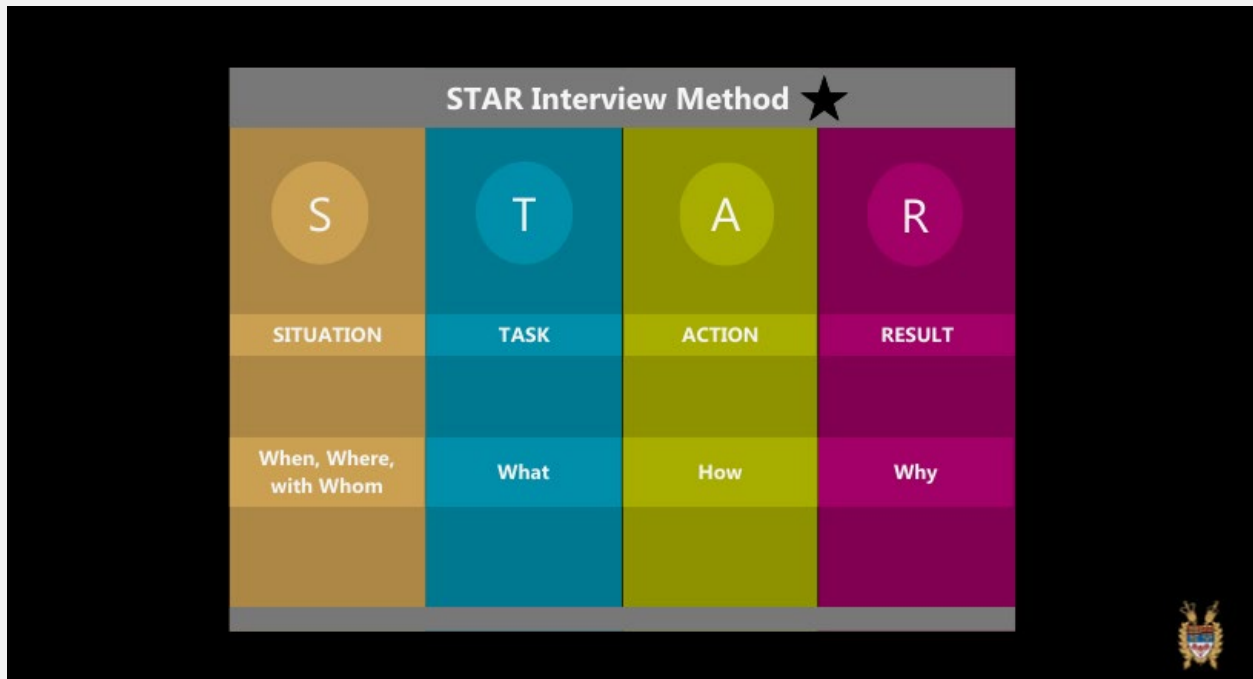 STAR Interview Method
S
T
A
R
SITUATION
TASK
ACTION
RESULT
When, Where,
with Whom
What
How
Why